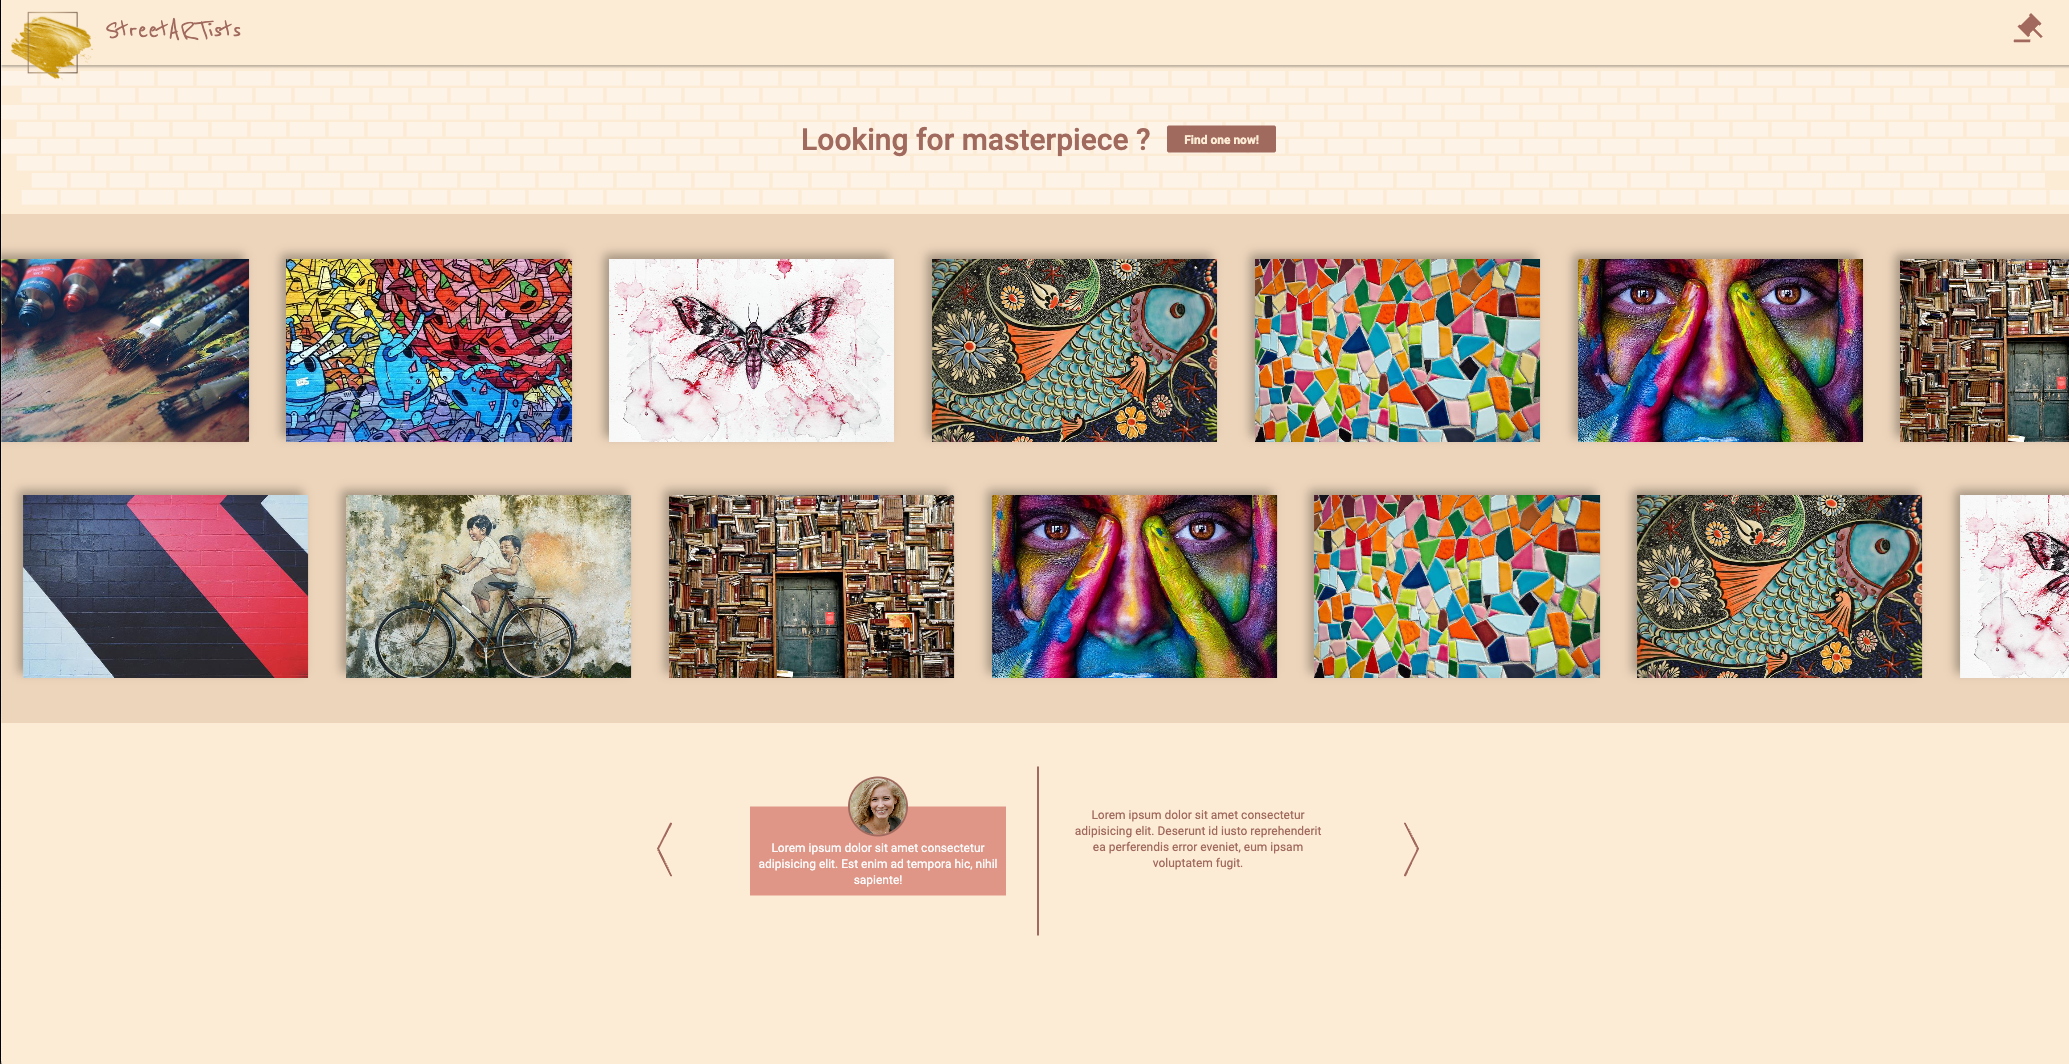 StreetARTists
Looking for masterpiece ?
Find one now!
Lorem ipsum dolor sit amet consectetur
adipisicing elit. Est enim ad tempora hic, nihil
sapiente!
Lorem ipsum dolor sit amet consectetur
adipisicing elit. Deserunt id iusto reprehenderit
ea perferendis error eveniet, eum ipsam
voluptatem fugit.